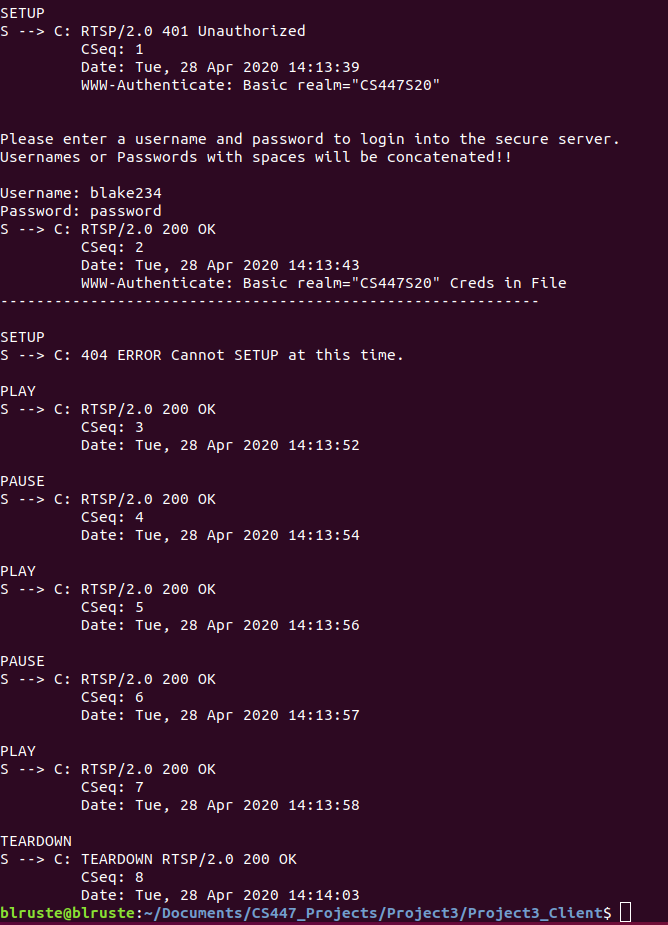 SETUP
S --> C: RTSP/2.0 401 Unauthorized
CSeq: 1
Date: Tue, 28 Apr 2020 14:13:39
WWW-Authenticate: Basic realm="CS447S20"
Please enter a username and password to login into the secure server.
Usernames or Passwords with spaces will be concatenated!!
Username: blake234
Password: password
S --> C: RTSP/2.0 200 OK
CSeq: 2
Date: Tue, 28 Apr 2020 14:13:43
WWW-Authenticate: Basic realm="CS447S20" Creds in File
------------------------------------------------------------
SETUP
S --> C: 404 ERROR Cannot SETUP at this time.
PLAY
S --> C: RTSP/2.0 200 OK
CSeq: 3
Date: Tue, 28 Apr 2020 14:13:52
PAUSE
S --> C: RTSP/2.0 200 OK
CSeq: 4
Date: Tue, 28 Apr 2020 14:13:54
PLAY
S --> C: RTSP/2.0 200 OK
CSeq: 5
Date: Tue, 28 Apr 2020 14:13:56
PAUSE
S --> C: RTSP/2.0 200 OK
CSeq: 6
Date: Tue, 28 Apr 2020 14:13:57
PLAY
S --> C: RTSP/2.0 200 OK
CSeq: 7
Date: Tue, 28 Apr 2020 14:13:58
TEARDOWN
S --> C: TEARDOWN RTSP/2.0 200 OK
CSeq: 8
Date: Tue, 28 Apr 2020 14:14:03
blruste@blruste:~/Documents/CS447_Projects/Project3/Project3_Client$